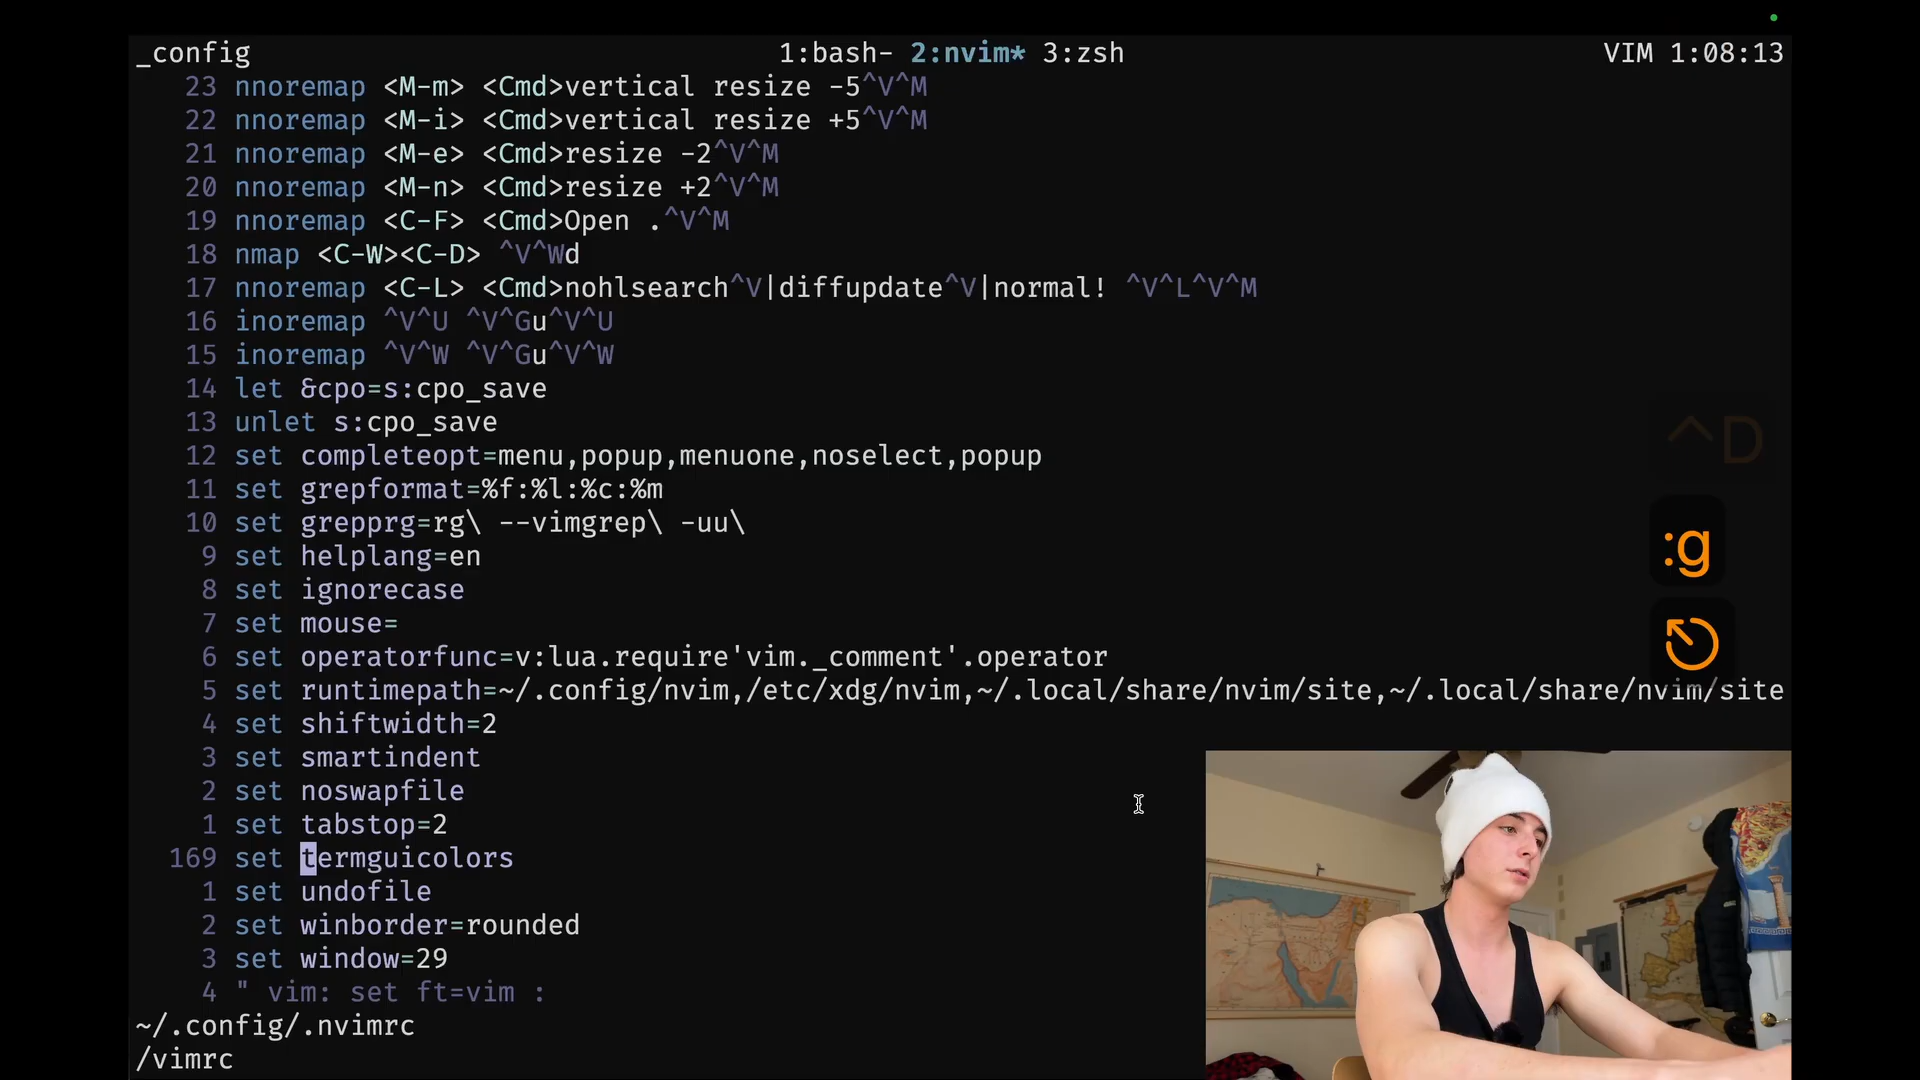 _config 1:bash- 2:nvim* 3:zsh VIM 1:08:13
23 nnoremap <M-m> <Cmd>vertical resize -5^V^M
22 nnoremap <M-i> <Cmd>vertical resize +5^V^M
21 nnoremap <M-e> <Cmd>resize -2^V^M
20 nnoremap <M-n> <Cmd>resize +2^V^M
19 nnoremap <C-F> <Cmd>Open .^V^M
18 nmap <C-W><C-D> ^V^Wd
17 nnoremap <C-L> <Cmd>nohlsearch^V|diffupdate^V|normal! ^V^L^V^M
16 inoremap ^V^U ^V^Gu^V^U
15 inoremap ^V^W ^V^Gu^V^W
14 let &cpo=s:cpo_save
13 unlet s:cpo_save
12 set completeopt=menu,popup,menuone,noselect,popup
11 set grepformat=%f:%l:%c:%m
10 set grepprg=rg\ --vimgrep\ -uu\
9 set helplang=en
8 set ignorecase
7 set mouse=
6 set operatorfunc=v:lua.require'vim._comment'.operator
5 set runtimepath=~/.config/nvim,/etc/xdg/nvim,~/.local/share/nvim/site,~/.local/share/nvim/site
4 set shiftwidth=2
3 set smartindent
2 set noswapfile
1 set tabstop=2
169 set termguicolors
1 set undofile
2 set winborder=rounded
3 set window=29
4 " vim: set ft=vim :
~/.config/.nvimrc
/vimrc
^D
:g